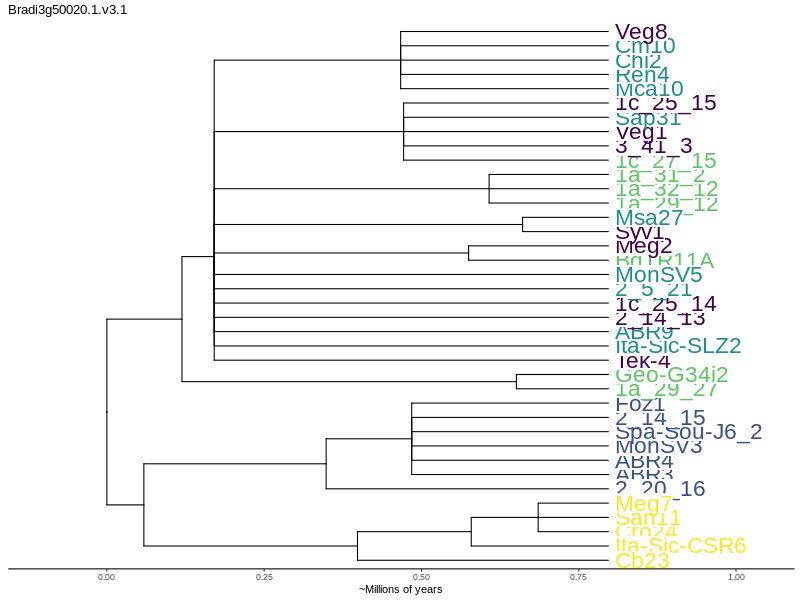 Bradi3g50020.1.v3.1
Veg8
Cm10
Chi2
Ren4
Mca10
1c_25_15
Sap31
Veg1
3_41_3
1c_27_15
1a_31_2
1a_32_12
1a_29_12
Msa27
Syv1
Meg2
BdTR11A
MonSV5
2_5_21
1c_25_14
2_14_13
ABR9
Ita-Sic-SLZ2
Tek-4
Geo-G34i2
1a_29_27
Foz1
2_14_15
Spa-Sou-J6_2
MonSV3
ABR4
ABR3
2_20_16
Meg7
San11
Cro24
Ita-Sic-CSR6
Cb23
0.00 0.25 0.50 0.75 1.00
~Millions of years